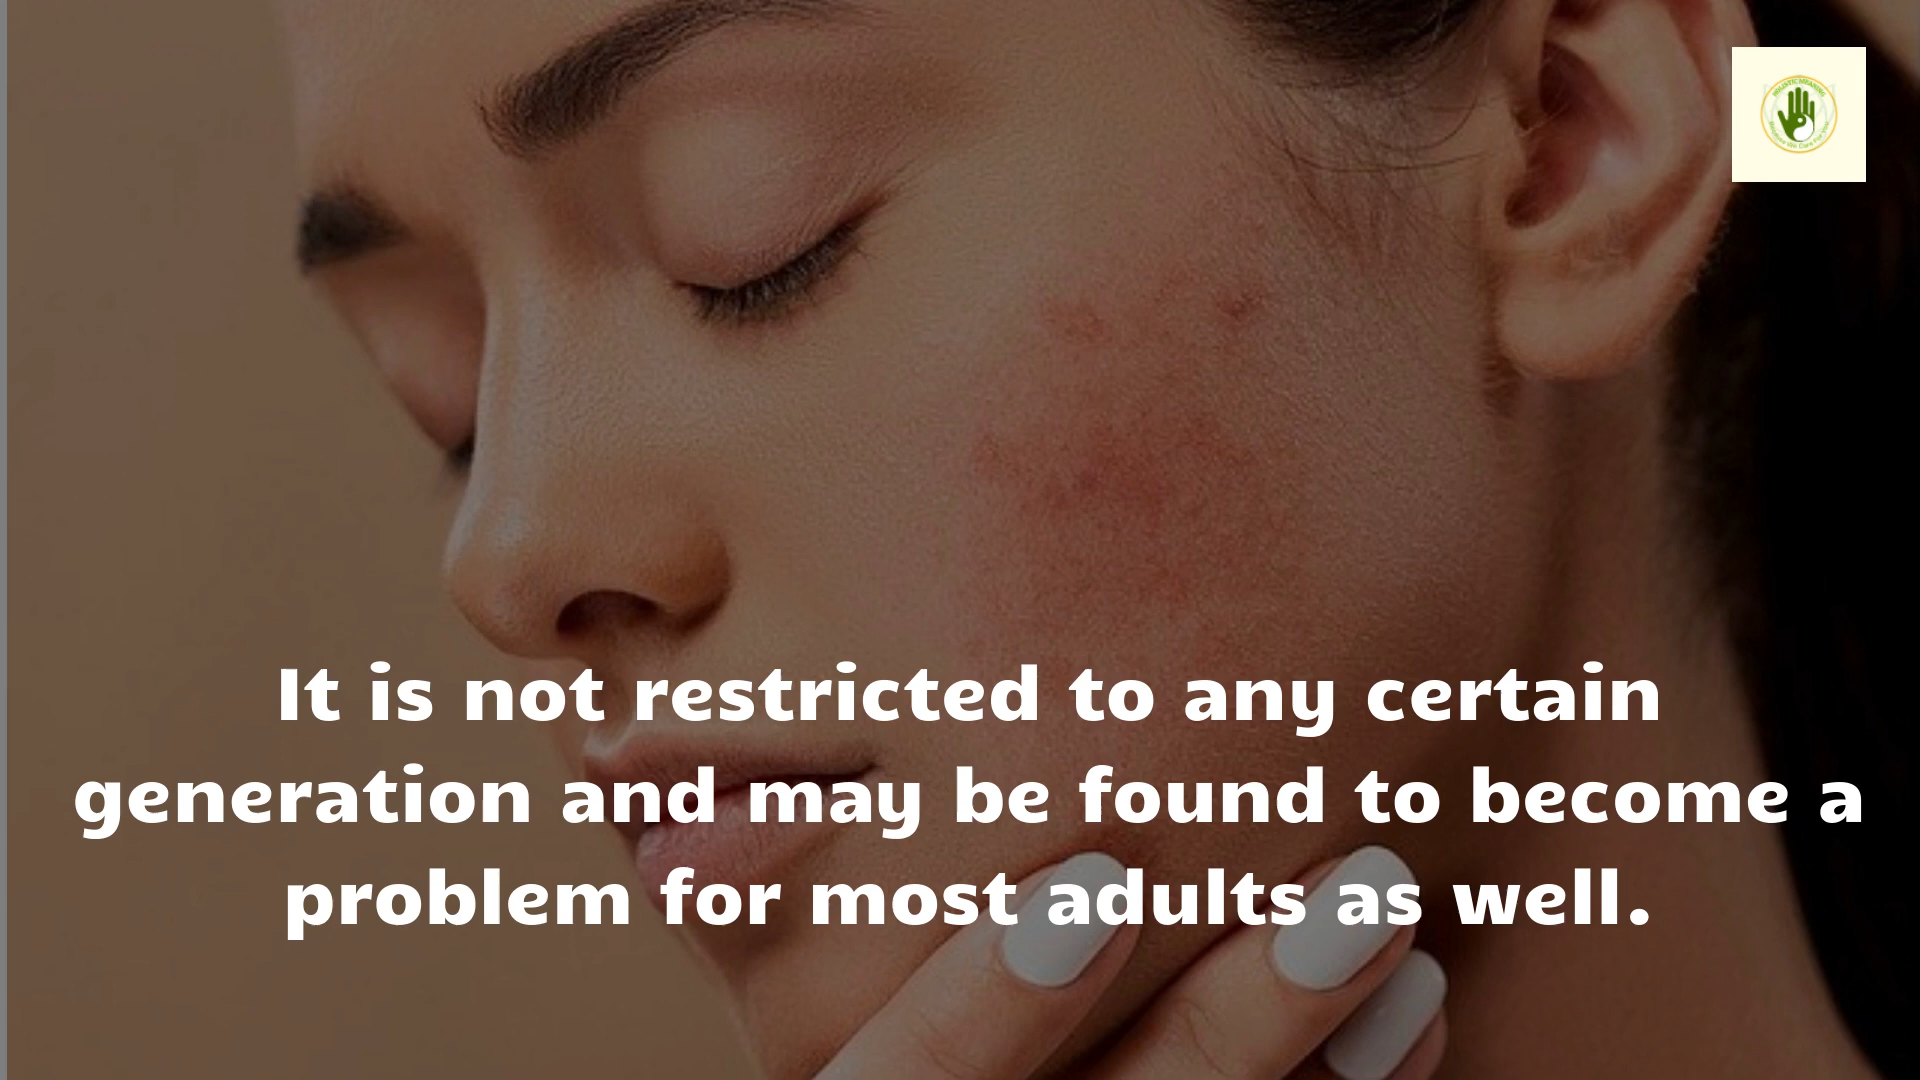 It is not restricted to any certain
generation and may be found to become a
problem for most adults as well.